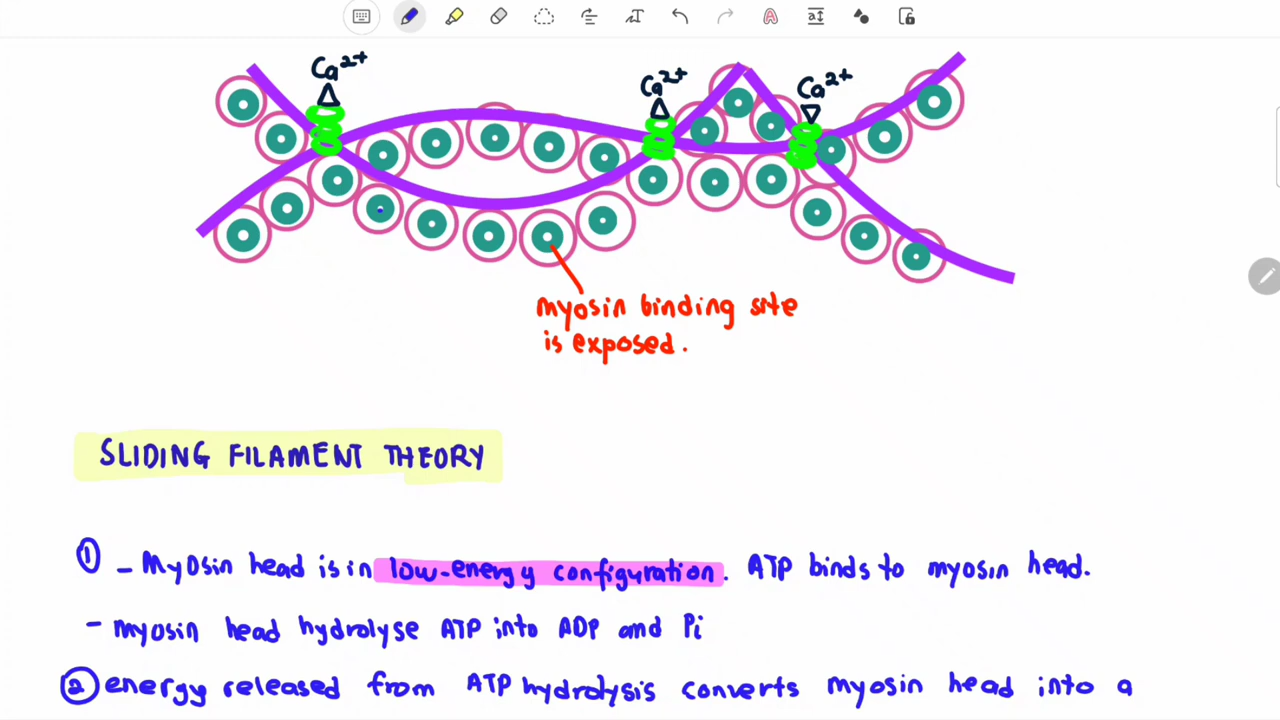 Ca²⁺
Ca²⁺
Ca²⁺
myosin binding site
is exposed.
SLIDING FILAMENT THEORY
① - Myosin head is in low-energy configuration. ATP binds to myosin head.
- myosin head hydrolyse ATP into ADP and Pi
② energy released from ATP hydrolysis converts myosin head into a